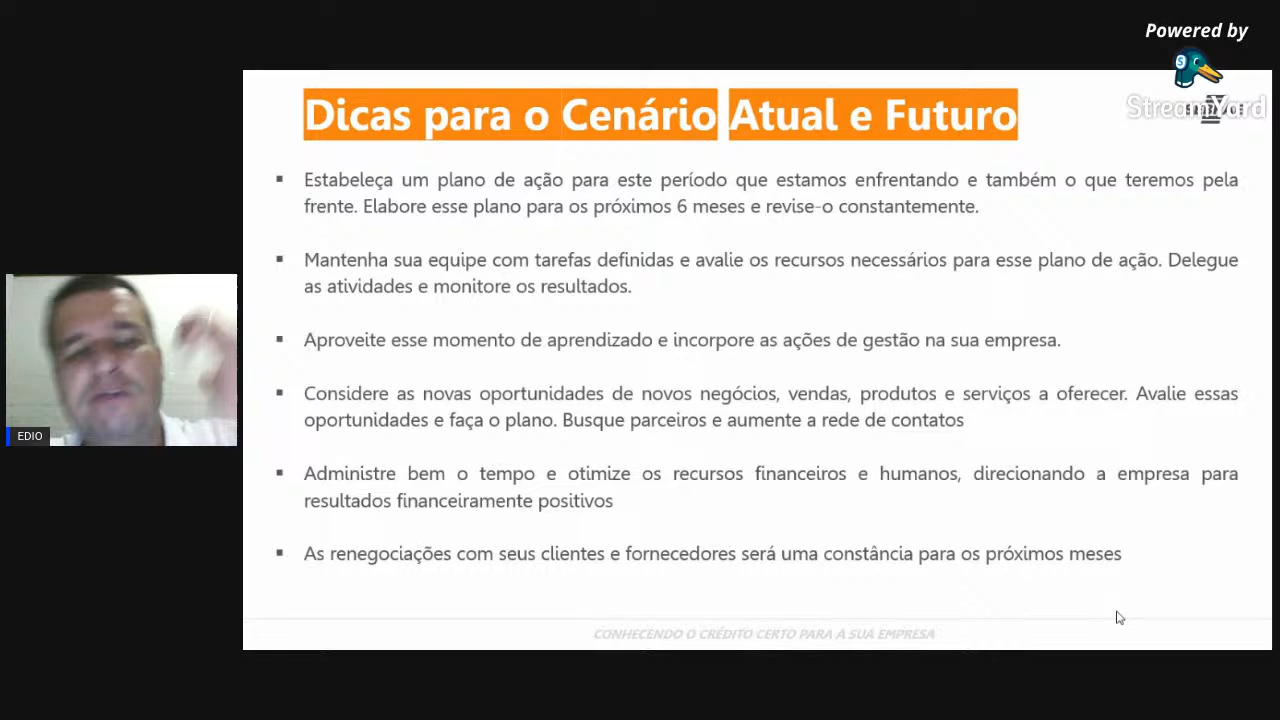 Powered by
StreamYard
Dicas para o Cenário Atual e Futuro
Estabeleça um plano de ação para este período que estamos enfrentando e também o que teremos pela
frente. Elabore esse plano para os próximos 6 meses e revise-o constantemente.
Mantenha sua equipe com tarefas definidas e avalie os recursos necessários para esse plano de ação. Delegue
as atividades e monitore os resultados.
Aproveite esse momento de aprendizado e incorpore as ações de gestão na sua empresa.
Considere as novas oportunidades de novos negócios, vendas, produtos e serviços a oferecer. Avalie essas
oportunidades e faça o plano. Busque parceiros e aumente a rede de contatos
Administre bem o tempo e otimize os recursos financeiros e humanos, direcionando a empresa para
resultados financeiramente positivos
As renegociações com seus clientes e fornecedores será uma constância para os próximos meses
EDIO
CONHECENDO O CRÉDITO CERTO PARA A SUA EMPRESA